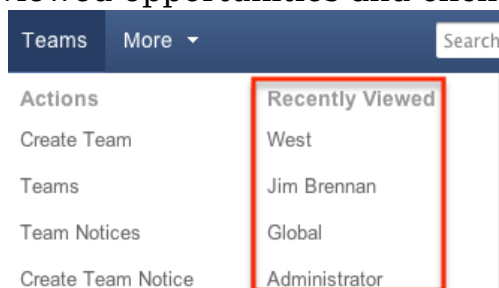 Teams More Search
Actions Recently Viewed
Create Team West
Teams Jim Brennan
Team Notices Global
Create Team Notice Administrator